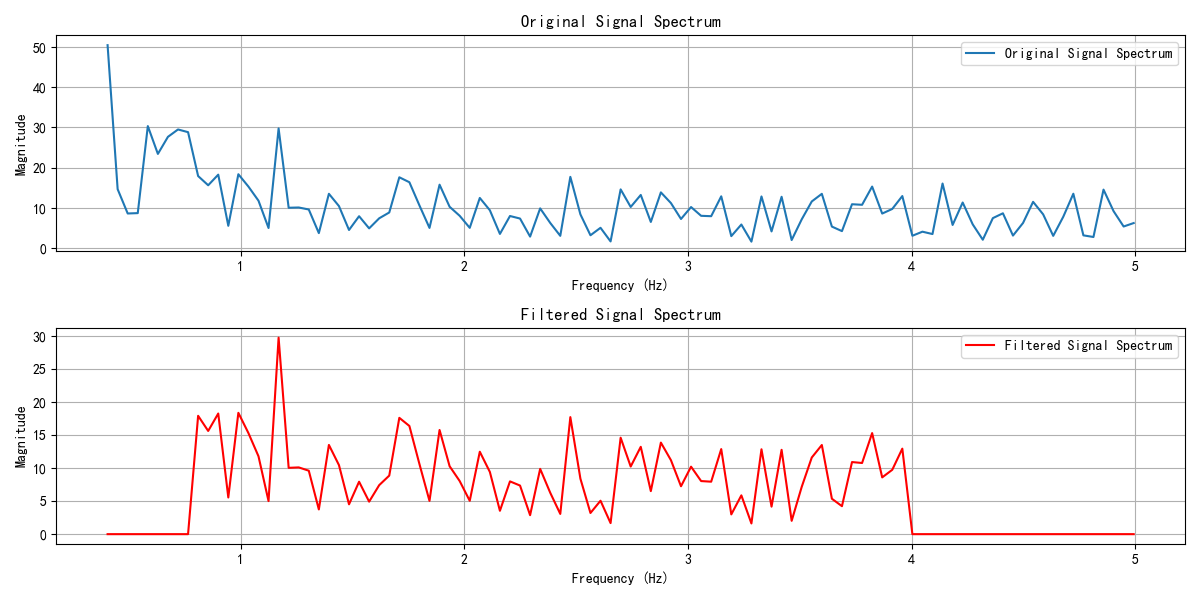 Original Signal Spectrum
Original Signal Spectrum
50
40
30
20
10
0
Magnitude
1 2 3 4 5
Frequency (Hz)
Filtered Signal Spectrum
Filtered Signal Spectrum
30
25
20
15
10
5
0
Magnitude
1 2 3 4 5
Frequency (Hz)